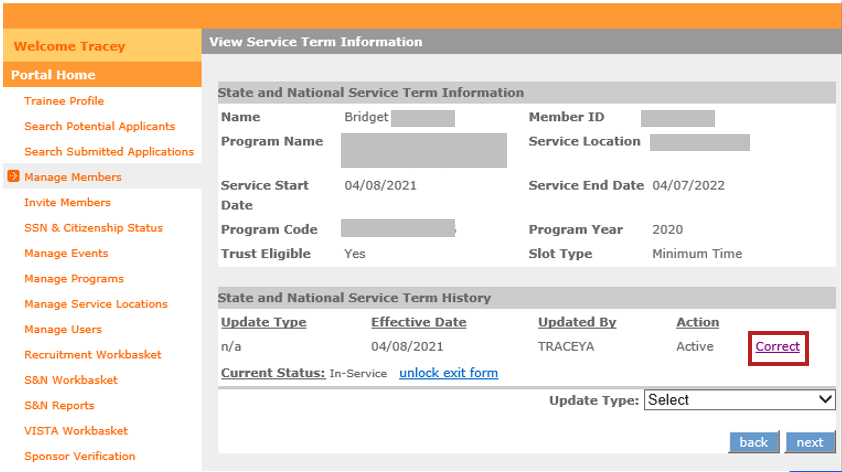 Welcome Tracey
View Service Term Information
Portal Home
Trainee Profile
Search Potential Applicants
Search Submitted Applications
Manage Members
Invite Members
SSN & Citizenship Status
Manage Events
Manage Programs
Manage Service Locations
Manage Users
Recruitment Workbasket
S&N Workbasket
S&N Reports
VISTA Workbasket
Sponsor Verification
State and National Service Term Information
Name Bridget Member ID
Program Name Service Location
Service Start Date 04/08/2021 Service End Date 04/07/2022
Program Code Program Year 2020
Trust Eligible Yes Slot Type Minimum Time
State and National Service Term History
Update Type Effective Date Updated By Action
n/a 04/08/2021 TRACEYA Active Correct
Current Status: In-Service unlock exit form
Update Type: Select
back next